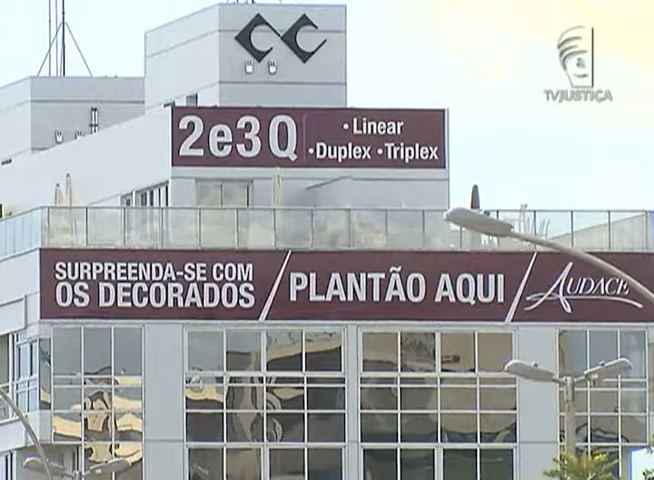 TVJUSTIÇA
2e3Q
• Linear
• Duplex • Triplex
SURPREENDA-SE COM
OS DECORADOS
PLANTÃO AQUI
AUDACE